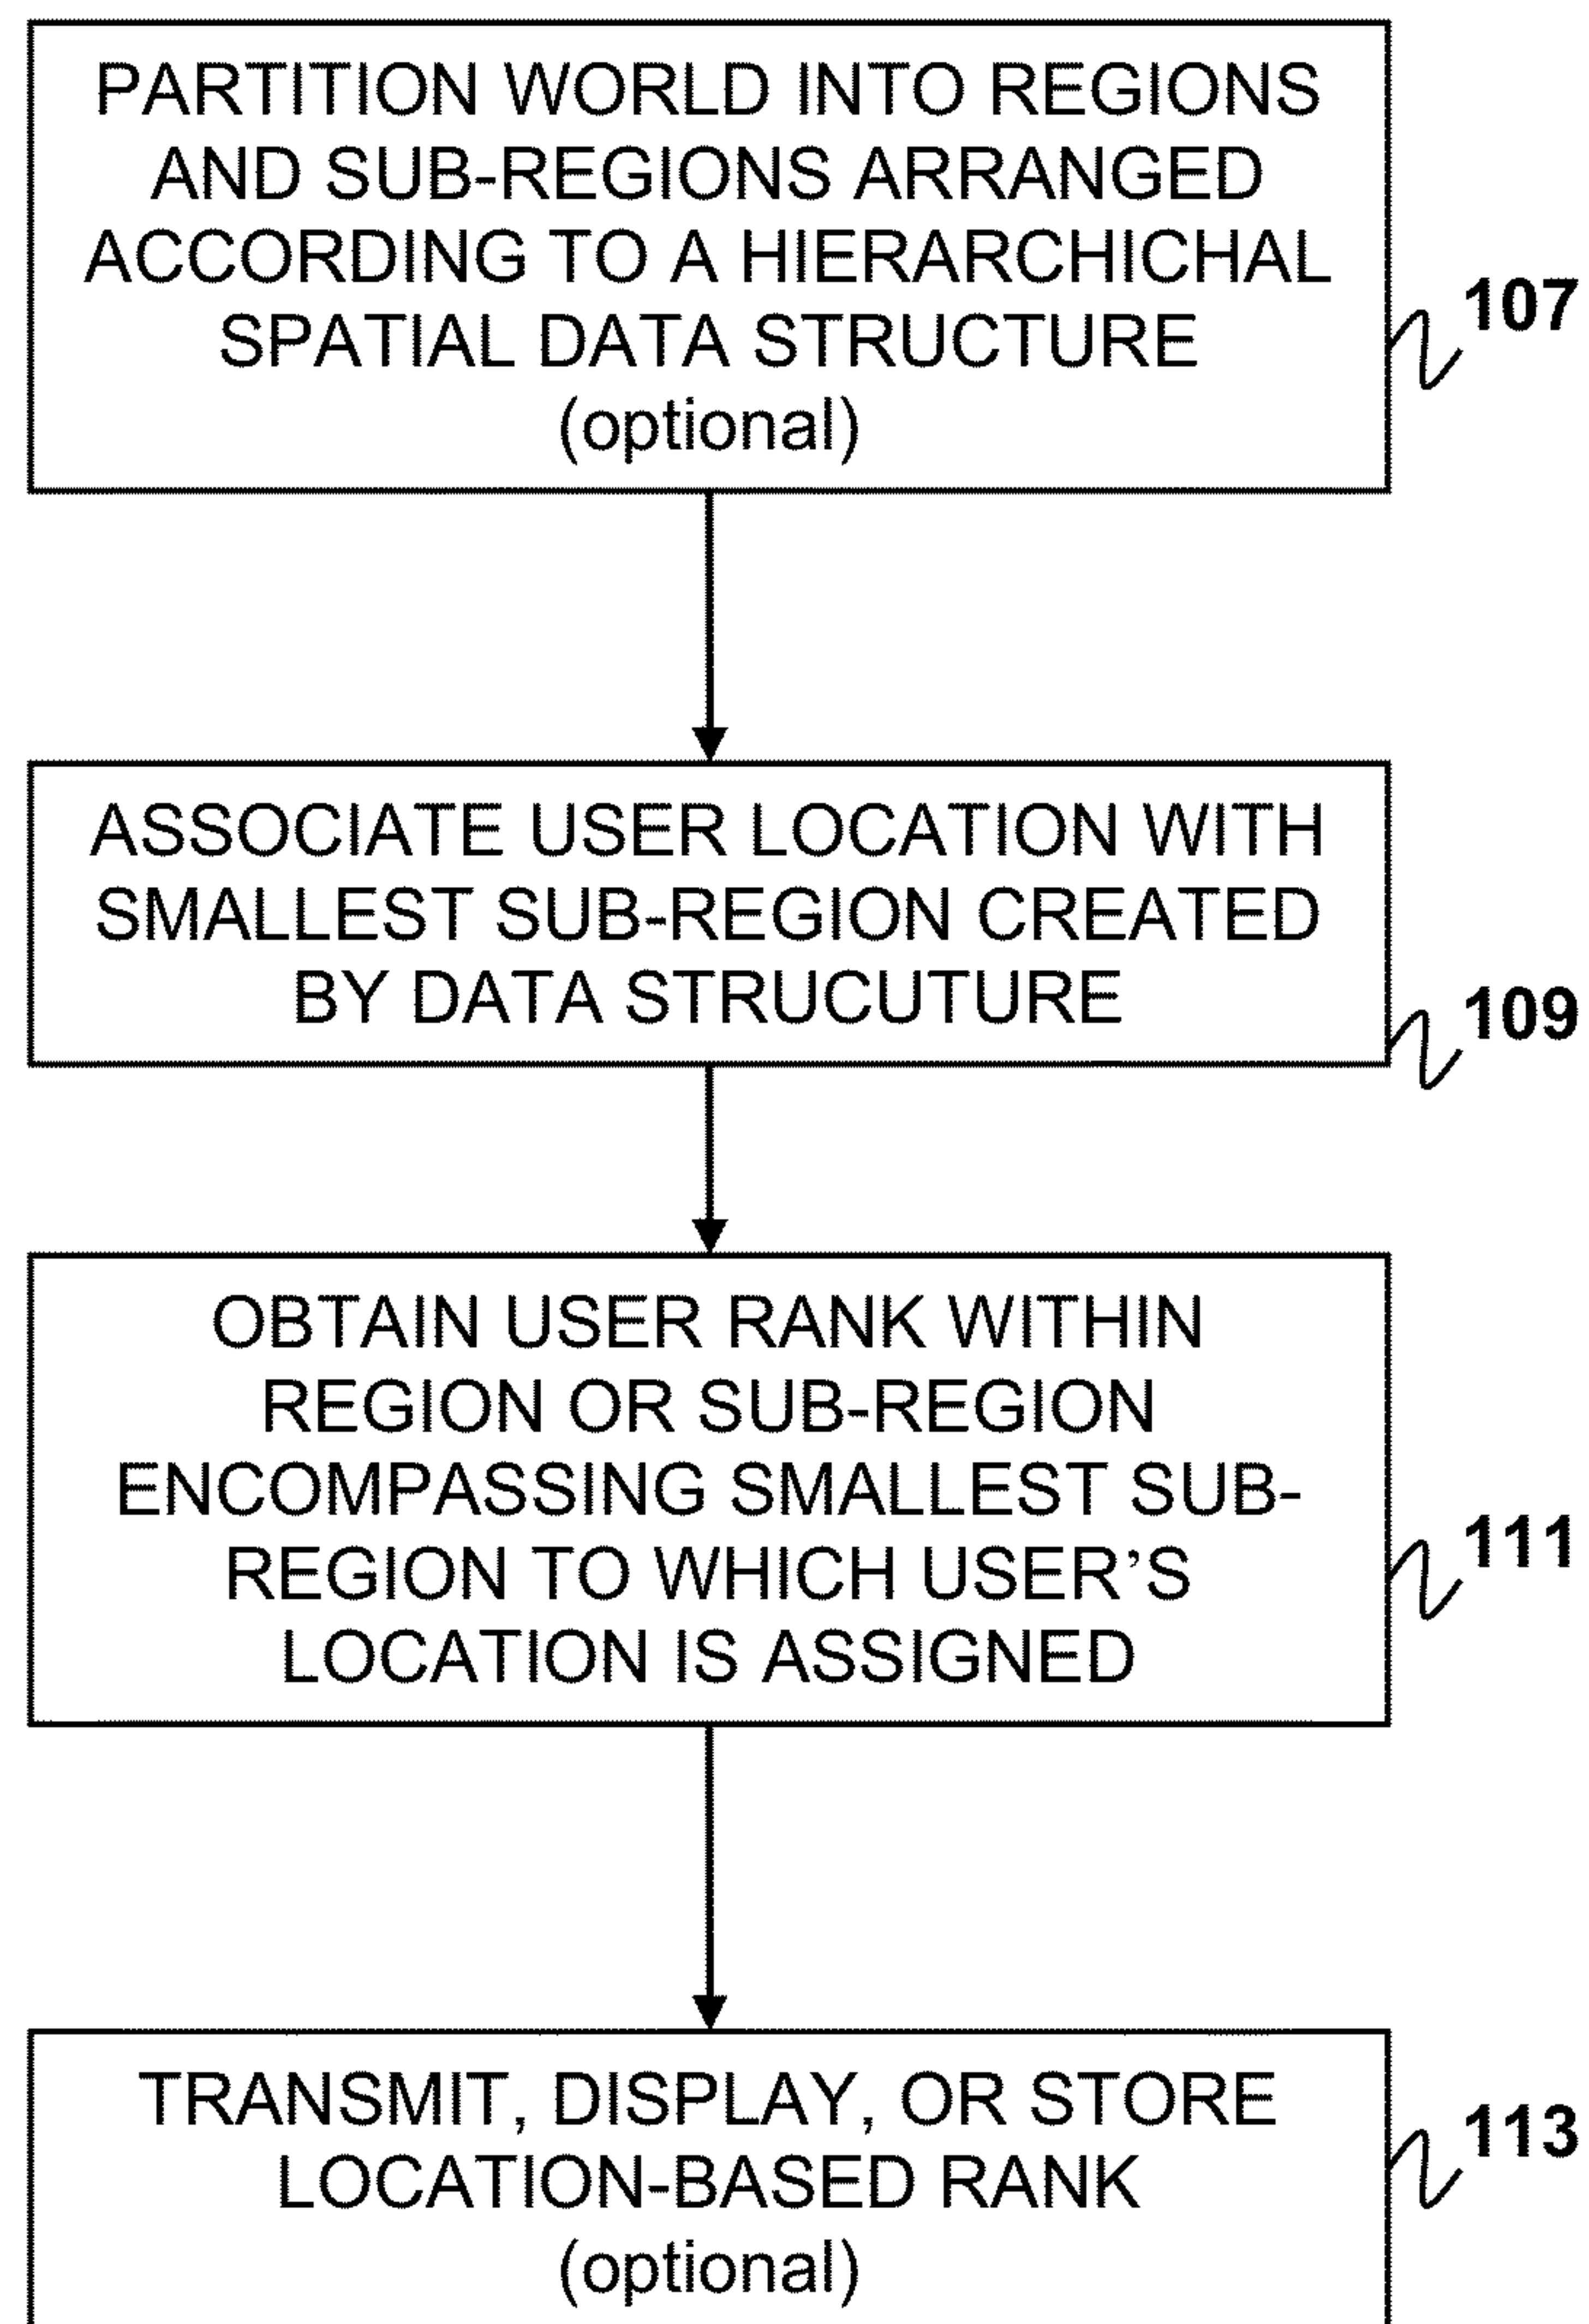 PARTITION WORLD INTO REGIONS
AND SUB-REGIONS ARRANGED
ACCORDING TO A HIERARCHICHAL
SPATIAL DATA STRUCTURE
(optional)
107
ASSOCIATE USER LOCATION WITH
SMALLEST SUB-REGION CREATED
BY DATA STRUCUTURE
109
OBTAIN USER RANK WITHIN
REGION OR SUB-REGION
ENCOMPASSING SMALLEST SUB-
REGION TO WHICH USER’S
LOCATION IS ASSIGNED
111
TRANSMIT, DISPLAY, OR STORE
LOCATION-BASED RANK
(optional)
113